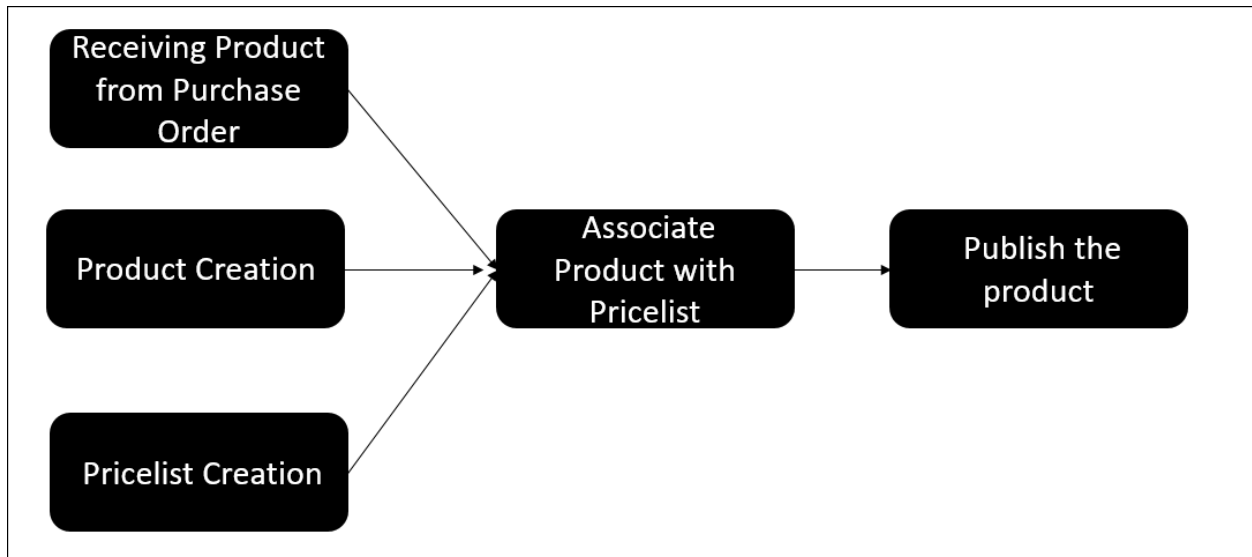 Receiving Product
from Purchase
Order
Product Creation
Pricelist Creation
Associate
Product with
Pricelist
Publish the
product